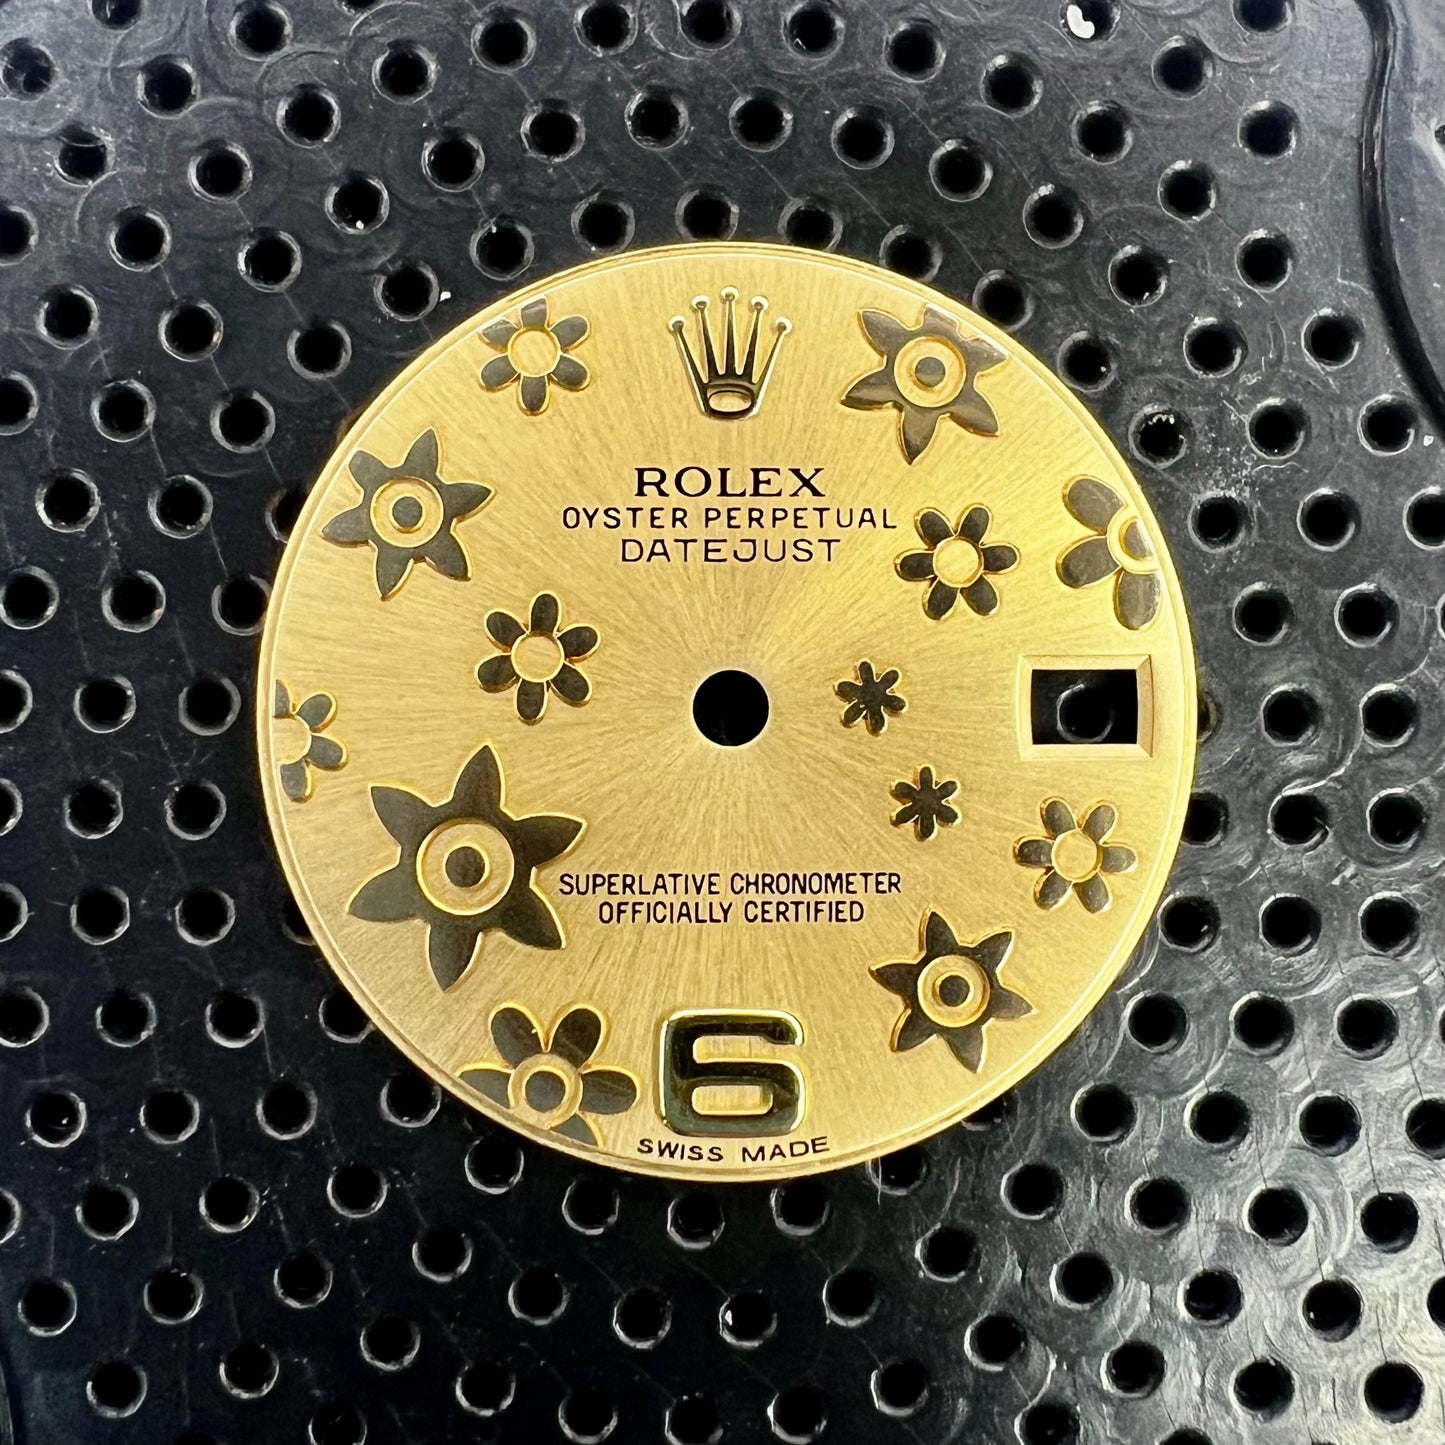 ROLEX
OYSTER PERPETUAL
DATEJUST
SUPERLATIVE CHRONOMETER
OFFICIALLY CERTIFIED
6
SWISS MADE